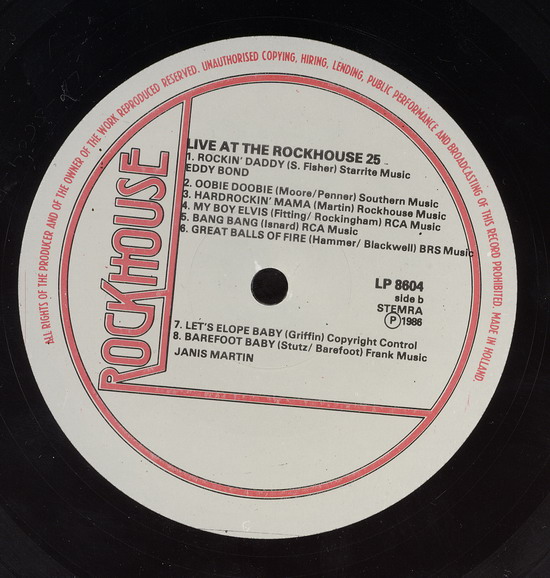 ALL RIGHTS OF THE PRODUCER AND OF THE OWNER OF THE WORK REPRODUCED RESERVED. UNAUTHORISED COPYING, HIRING, LENDING, PUBLIC PERFORMANCE AND BROADCASTING OF THIS RECORD PROHIBITED. MADE IN HOLLAND.
ROCKHOUSE
LIVE AT THE ROCKHOUSE 25
1. ROCKIN' DADDY (S. Fisher) Starrite Music
EDDY BOND
2. OOBIE DOOBIE (Moore/Penner) Southern Music
3. HARDROCKIN' MAMA (Martin) Rockhouse Music
4. MY BOY ELVIS (Fitting/ Rockingham) RCA Music
5. BANG BANG (Isnard) RCA Music
6. GREAT BALLS OF FIRE (Hammer/ Blackwell) BRS Music
LP 8604
side b
STEMRA
Ⓟ 1986
7. LET'S ELOPE BABY (Griffin) Copyright Control
8. BAREFOOT BABY (Stutz/ Barefoot) Frank Music
JANIS MARTIN